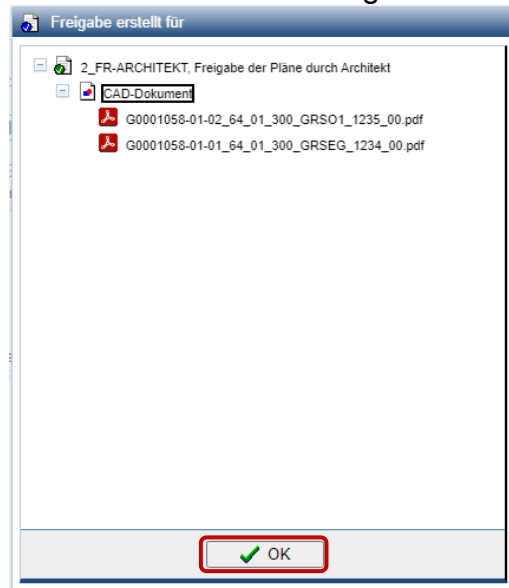 Freigabe erstellt für
2_FR-ARCHITEKT, Freigabe der Pläne durch Architekt
CAD-Dokument
G0001058-01-02_64_01_300_GRSO1_1235_00.pdf
G0001058-01-01_64_01_300_GRSEG_1234_00.pdf
OK